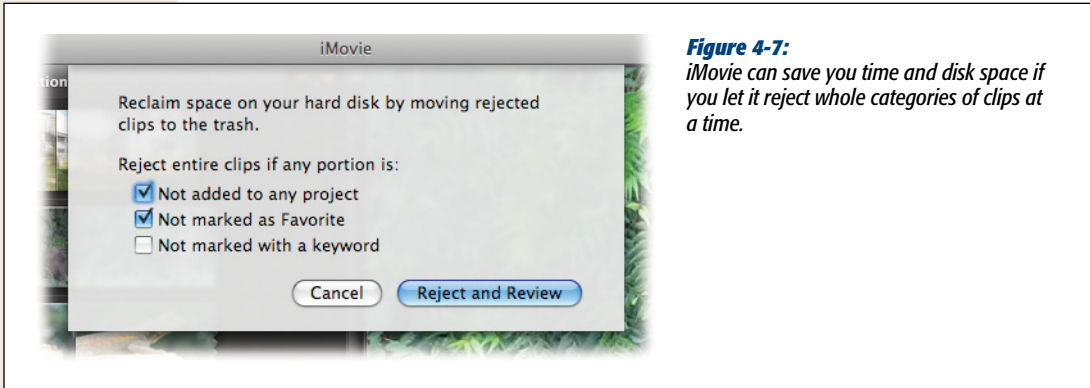 iMovie
tion
Reclaim space on your hard disk by moving rejected
clips to the trash.
Reject entire clips if any portion is:
Not added to any project
Not marked as Favorite
Not marked with a keyword
Cancel
Reject and Review
Figure 4-7:
iMovie can save you time and disk space if
you let it reject whole categories of clips at
a time.